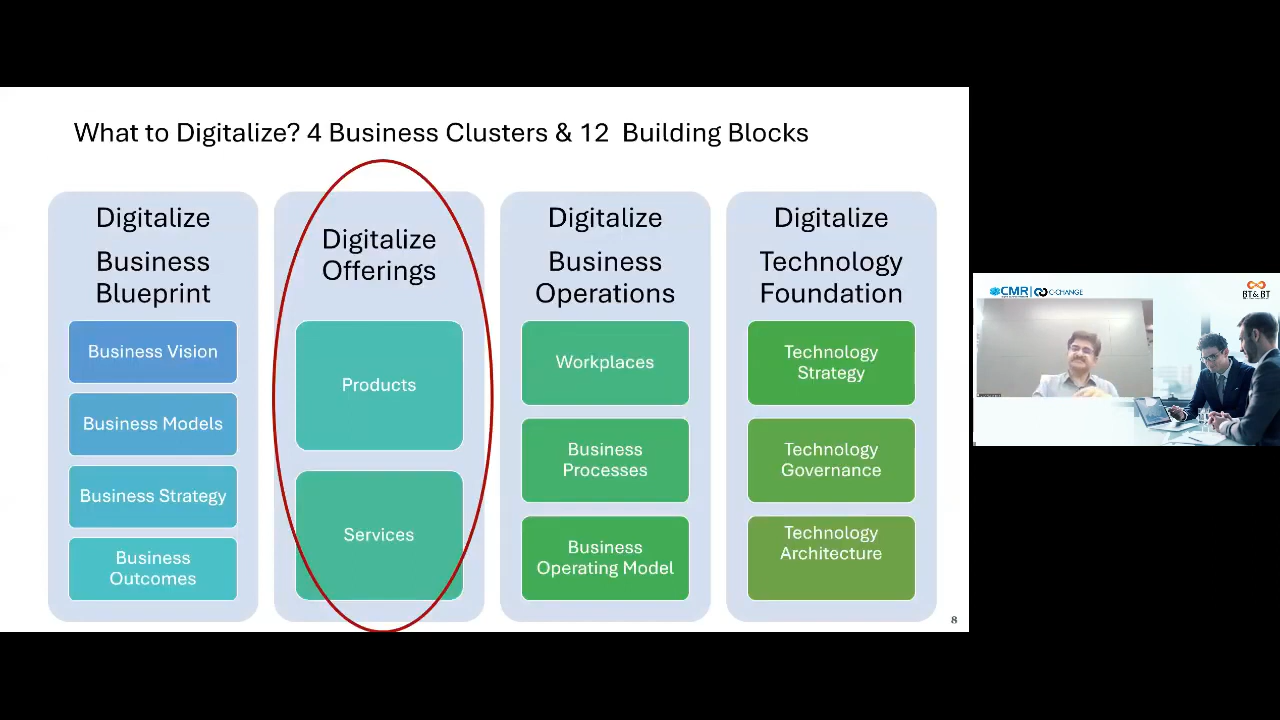 What to Digitalize? 4 Business Clusters & 12 Building Blocks
Digitalize
Business
Blueprint
Business Vision
Business Models
Business Strategy
Business
Outcomes
Digitalize
Offerings
Products
Services
Digitalize
Business
Operations
Workplaces
Business
Processes
Business
Operating Model
Digitalize
Technology
Foundation
Technology
Strategy
Technology
Governance
Technology
Architecture
8
CMR
C-CHANGE
BT&BT